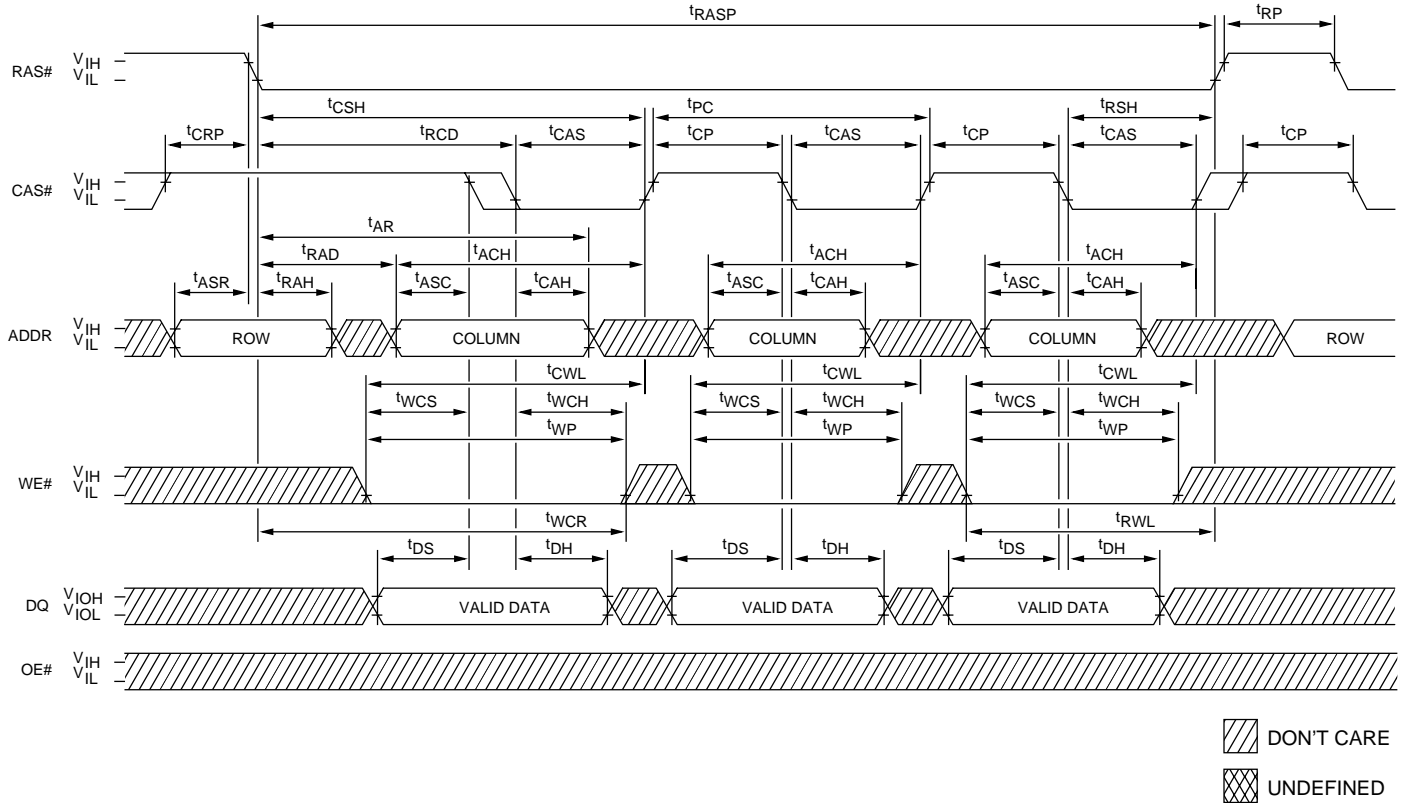 tRASP tRP
RAS# VIH
VIL
tCSH tPC tRSH
tCRP tRCD tCAS tCP tCAS tCP tCAS tCP
CAS# VIH
VIL
tAR
tRAD tACH tACH tACH
tASR tRAH tASC tCAH tASC tCAH tASC tCAH
ADDR VIH
VIL
ROW COLUMN COLUMN COLUMN ROW
tCWL tCWL tCWL
tWCS tWCH tWCS tWCH tWCS tWCH
tWP tWP tWP
WE# VIH
VIL
tWCR tRWL
tDS tDH tDS tDH tDS tDH
DQ VIOH
VIOL
VALID DATA VALID DATA VALID DATA
OE# VIH
VIL
DON'T CARE
UNDEFINED